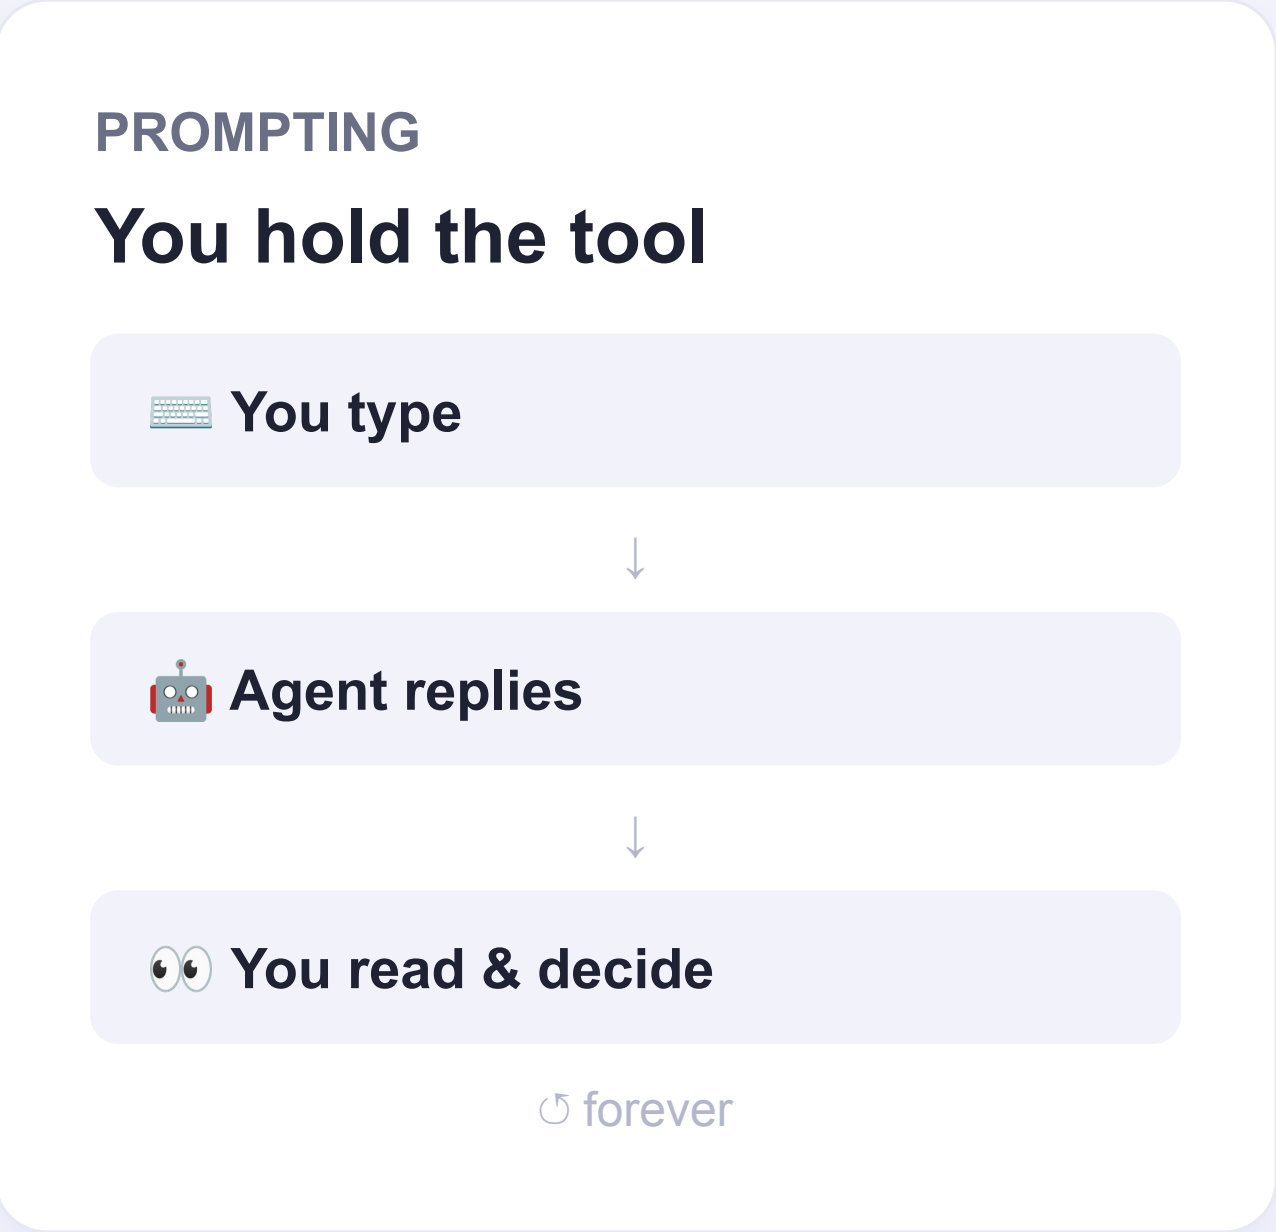 PROMPTING
You hold the tool
⌨️ You type
↓
🤖 Agent replies
↓
👀 You read & decide
↺ forever